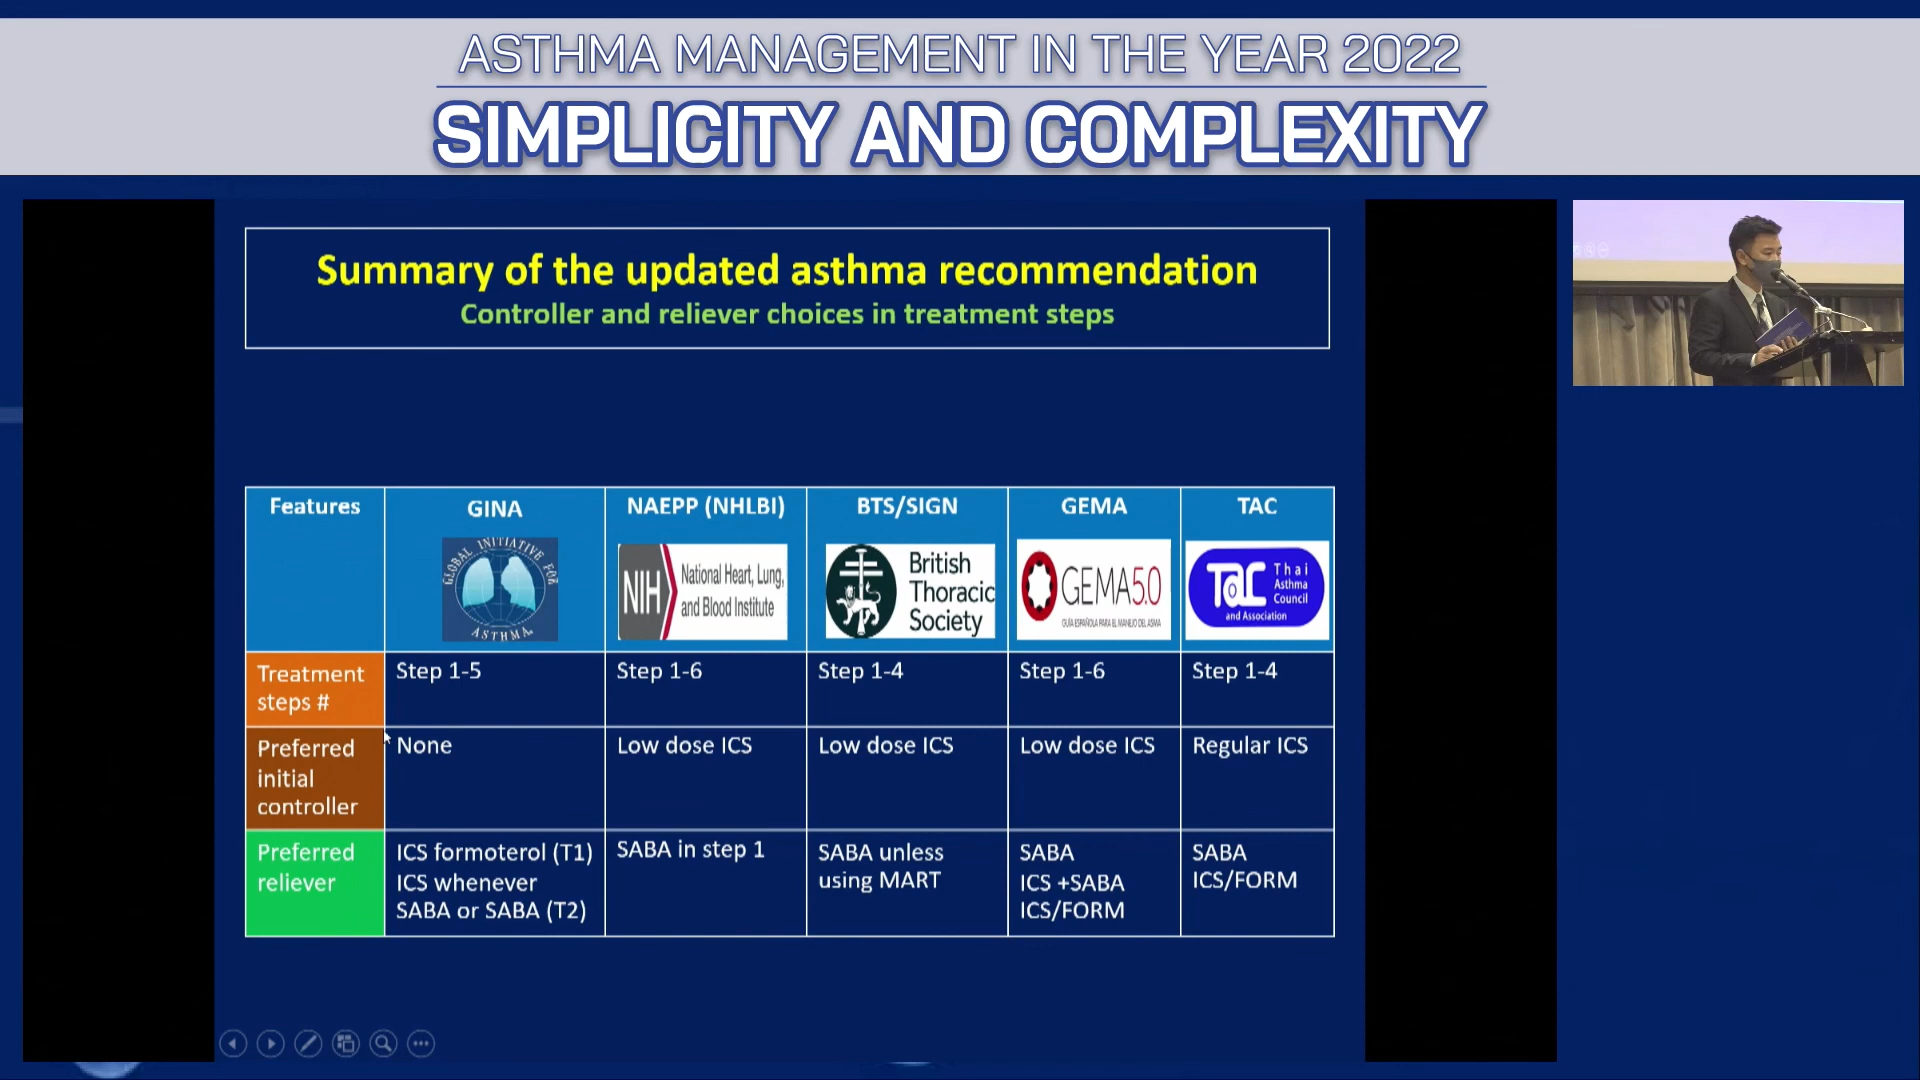 ASTHMA MANAGEMENT IN THE YEAR 2022
SIMPLICITY AND COMPLEXITY
Summary of the updated asthma recommendation
Controller and reliever choices in treatment steps
Features
GINA
NAEPP (NHLBI)
BTS/SIGN
GEMA
TAC
GLOBAL INITIATIVE FOR
ASTHMA
NIH
National Heart, Lung,
and Blood Institute
British
Thoracic
Society
GEMA5.0
GUÍA ESPAÑOLA PARA EL MANEJO DEL ASMA
TaC
Thai
Asthma
Council
and Association
Treatment
steps #
Step 1-5
Step 1-6
Step 1-4
Step 1-6
Step 1-4
Preferred
initial
controller
None
Low dose ICS
Low dose ICS
Low dose ICS
Regular ICS
Preferred
reliever
ICS formoterol (T1)
ICS whenever
SABA or SABA (T2)
SABA in step 1
SABA unless
using MART
SABA
ICS +SABA
ICS/FORM
SABA
ICS/FORM